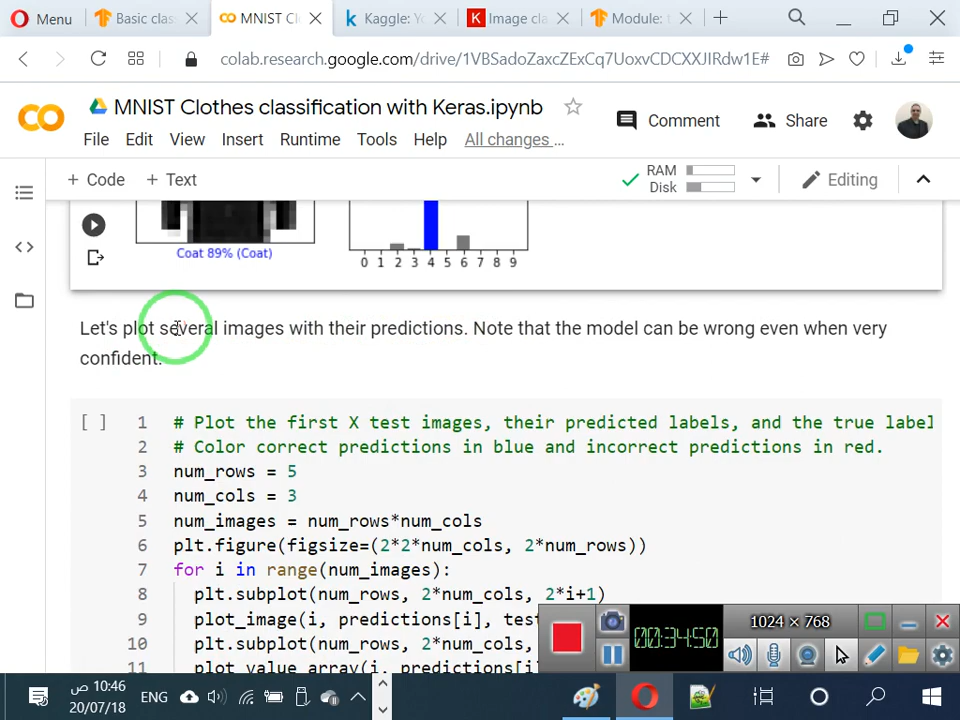 Menu
Basic clas
MNIST Cl
Kaggle: Y
Image cla
Module: t
colab.research.google.com/drive/1VBSadoZaxcZExCq7UoxvCDCXXJIRdw1E#
MNIST Clothes classification with Keras.ipynb
Comment
Share
File Edit View Insert Runtime Tools Help All changes ...
+ Code + Text
RAM
Disk
Editing
Coat 89% (Coat)
0 1 2 3 4 5 6 7 8 9
Let's plot several images with their predictions. Note that the model can be wrong even when very
confident.
[ ] 1 # Plot the first X test images, their predicted labels, and the true label
2 # Color correct predictions in blue and incorrect predictions in red.
3 num_rows = 5
4 num_cols = 3
5 num_images = num_rows*num_cols
6 plt.figure(figsize=(2*2*num_cols, 2*num_rows))
7 for i in range(num_images):
8 plt.subplot(num_rows, 2*num_cols, 2*i+1)
9 plot_image(i, predictions[i], test
10 plt.subplot(num_rows, 2*num_cols,
11 plot_value_array(i, predictions[i]
1024 × 768
00:34:50
10:46 ص
20/07/18
ENG